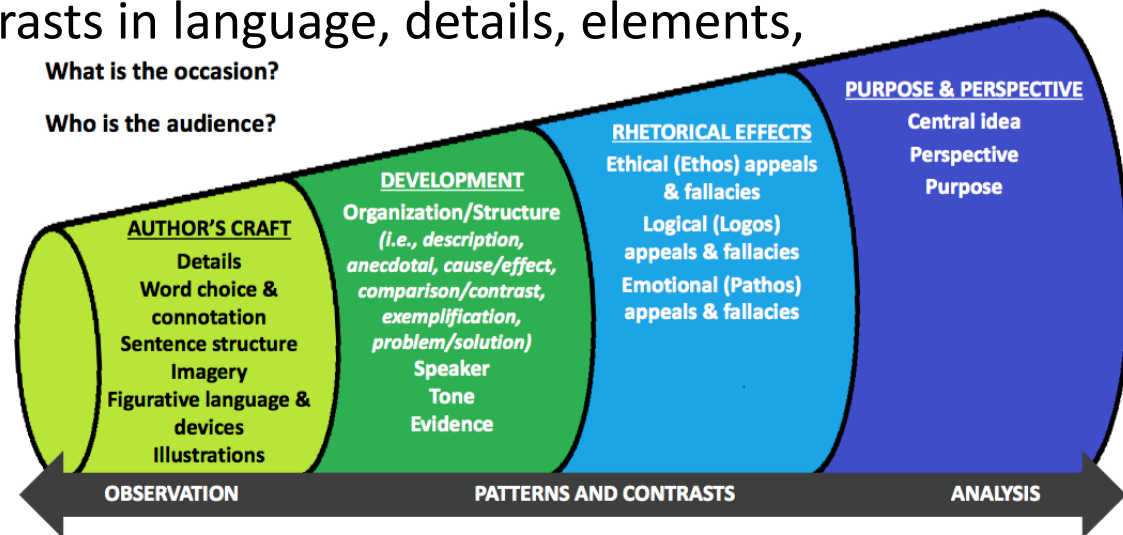 rasts in language, details, elements,
What is the occasion?
Who is the audience?
AUTHOR'S CRAFT
Details
Word choice &
connotation
Sentence structure
Imagery
Figurative language &
devices
Illustrations
DEVELOPMENT
Organization/Structure
(i.e., description,
anecdotal, cause/effect,
comparison/contrast,
exemplification,
problem/solution)
Speaker
Tone
Evidence
RHETORICAL EFFECTS
Ethical (Ethos) appeals
& fallacies
Logical (Logos)
appeals & fallacies
Emotional (Pathos)
appeals & fallacies
PURPOSE & PERSPECTIVE
Central idea
Perspective
Purpose
OBSERVATION
PATTERNS AND CONTRASTS
ANALYSIS